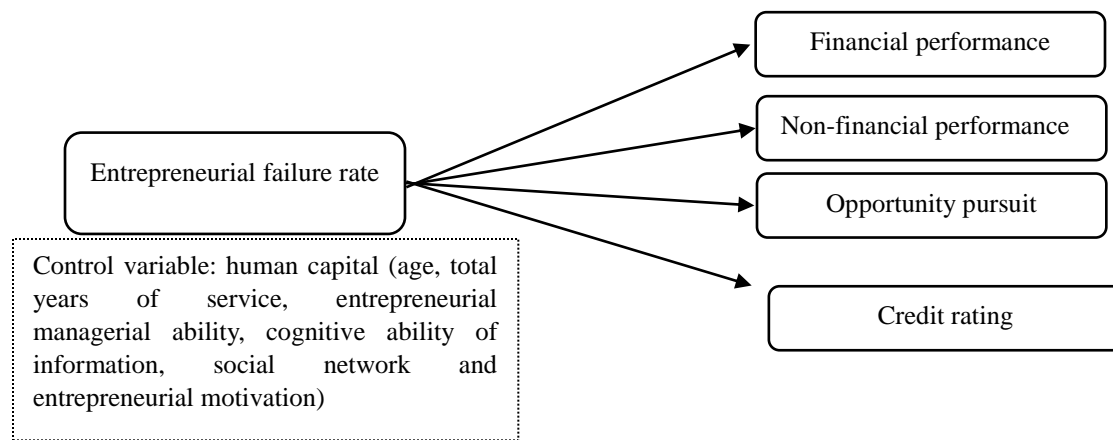 Financial performance
Non-financial performance
Entrepreneurial failure rate
Opportunity pursuit
Control variable: human capital (age, total
years of service, entrepreneurial
managerial ability, cognitive ability of
information, social network and
entrepreneurial motivation)
Credit rating